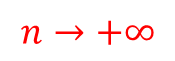 n → +∞